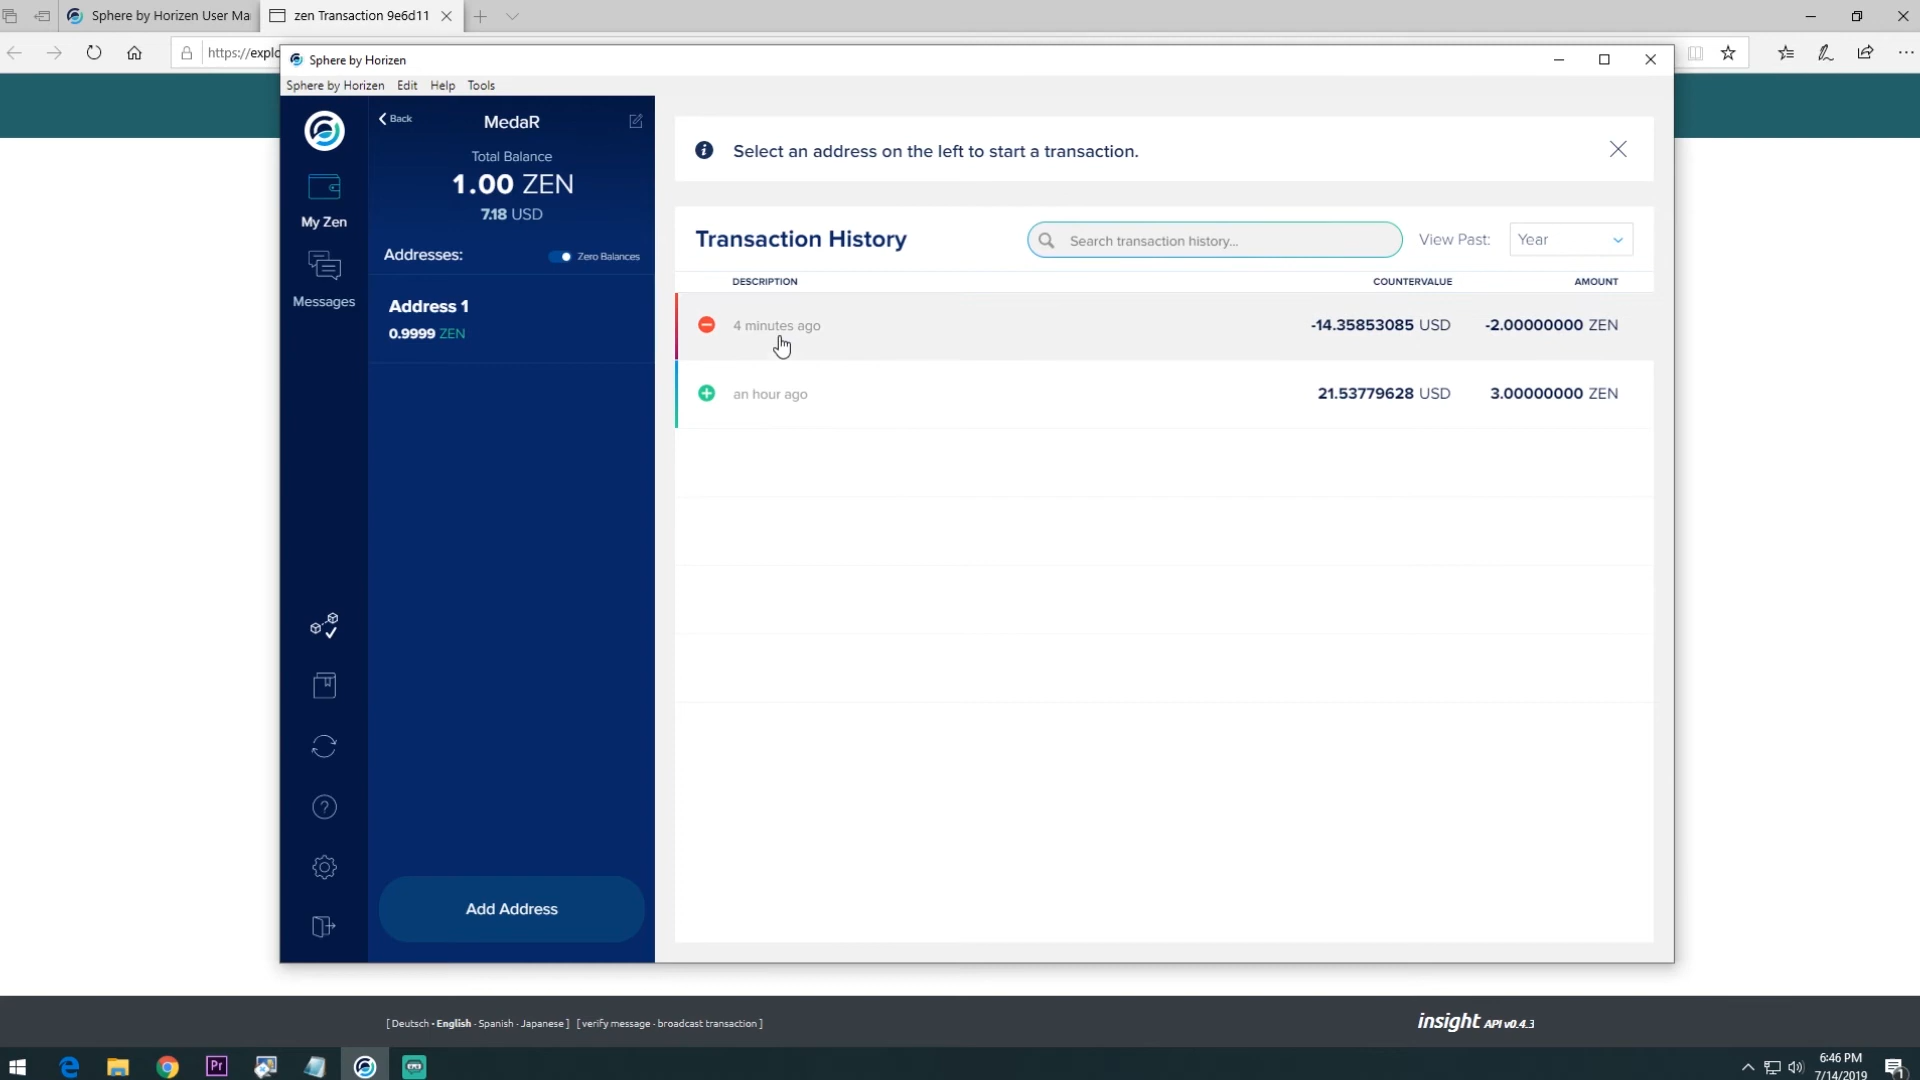 Sphere by Horizen User Ma
zen Transaction 9e6d11
https://explo
Sphere by Horizen
Sphere by Horizen Edit Help Tools
Back
MedaR
Total Balance
1.00 ZEN
7.18 USD
My Zen
Messages
Addresses:
Zero Balances
Address 1
0.9999 ZEN
Add Address
Select an address on the left to start a transaction.
Transaction History
Search transaction history...
View Past:
Year
DESCRIPTION COUNTERVALUE AMOUNT
4 minutes ago -14.35853085 USD -2.00000000 ZEN
an hour ago 21.53779628 USD 3.00000000 ZEN
[ Deutsch • English - Spanish - Japanese ] [ verify message - broadcast transaction ]
insight API v0.4.3
Pr
6:46 PM
7/14/2019
1